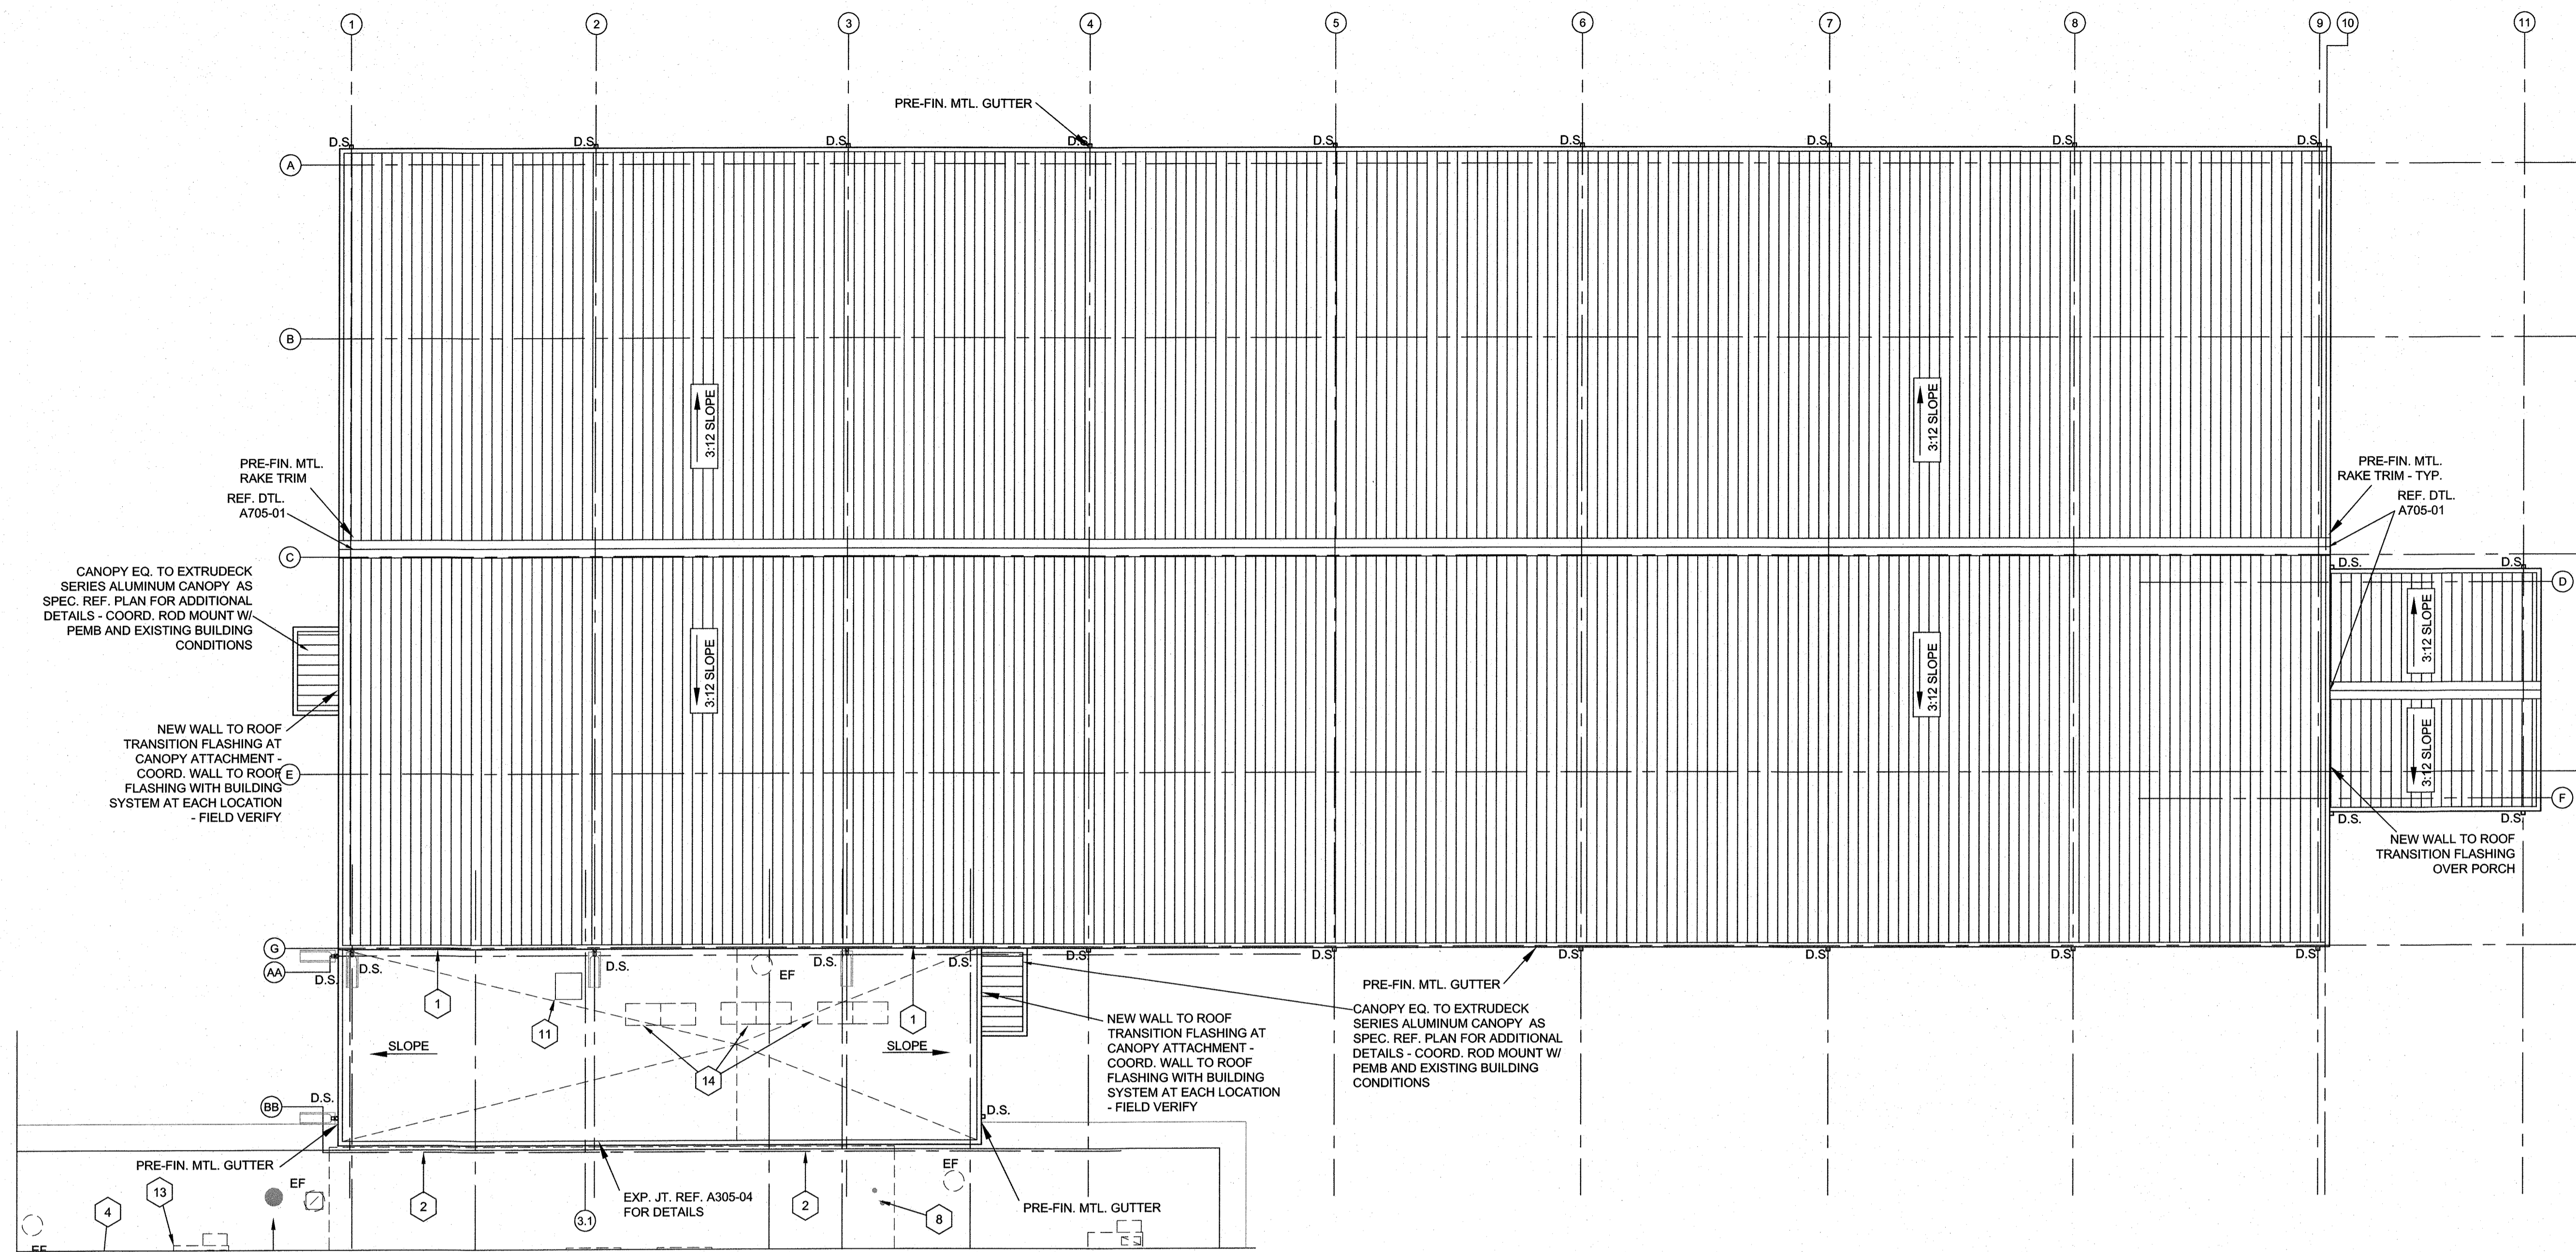 1 2 3 4 5 6 7 8 9 10 11
PRE-FIN. MTL. GUTTER
D.S. D.S. D.S. D.S. D.S. D.S. D.S. D.S. D.S.
A
B
3:12 SLOPE
3:12 SLOPE
PRE-FIN. MTL.
RAKE TRIM
REF. DTL.
A705-01
PRE-FIN. MTL.
RAKE TRIM - TYP.
REF. DTL.
A705-01
C
D.S. D.S.
D
CANOPY EQ. TO EXTRUDECK
SERIES ALUMINUM CANOPY AS
SPEC. REF. PLAN FOR ADDITIONAL
DETAILS - COORD. ROD MOUNT W/
PEMB AND EXISTING BUILDING
CONDITIONS
3:12 SLOPE
3:12 SLOPE
3:12 SLOPE
3:12 SLOPE
NEW WALL TO ROOF
TRANSITION FLASHING AT
CANOPY ATTACHMENT -
COORD. WALL TO ROOF
FLASHING WITH BUILDING
SYSTEM AT EACH LOCATION
- FIELD VERIFY
E
F
D.S. D.S.
NEW WALL TO ROOF
TRANSITION FLASHING
OVER PORCH
G
AA
D.S. D.S. D.S. D.S. D.S. D.S. D.S. D.S. D.S. D.S.
EF
1
11
1
14
SLOPE
SLOPE
PRE-FIN. MTL. GUTTER
CANOPY EQ. TO EXTRUDECK
SERIES ALUMINUM CANOPY AS
SPEC. REF. PLAN FOR ADDITIONAL
DETAILS - COORD. ROD MOUNT W/
PEMB AND EXISTING BUILDING
CONDITIONS
NEW WALL TO ROOF
TRANSITION FLASHING AT
CANOPY ATTACHMENT -
COORD. WALL TO ROOF
FLASHING WITH BUILDING
SYSTEM AT EACH LOCATION
- FIELD VERIFY
D.S.
BB
D.S.
PRE-FIN. MTL. GUTTER
EF
EF
13
4
2
3.1
EXP. JT. REF. A305-04
FOR DETAILS
2
8
PRE-FIN. MTL. GUTTER
EF